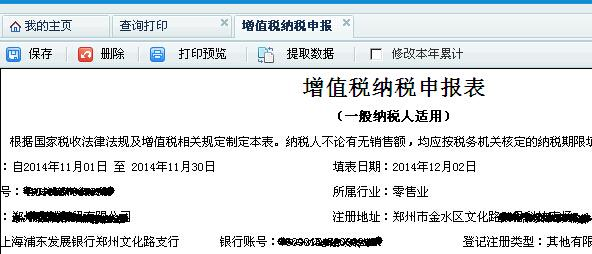 我的主页 查询打印 增值税纳税申报
保存 删除 打印预览 提取数据 修改本年累计
增值税纳税申报表
（一般纳税人适用）
根据国家税收法律法规及增值税相关规定制定本表。纳税人不论有无销售额，均应按税务机关核定的纳税期限填
：自2014年11月01日 至 2014年11月30日 填表日期：2014年12月02日
号： 所属行业：零售业
：郑 有限公司 注册地址：郑州市金水区文化路
上海浦东发展银行郑州文化路支行 银行账号： 登记注册类型：其他有限